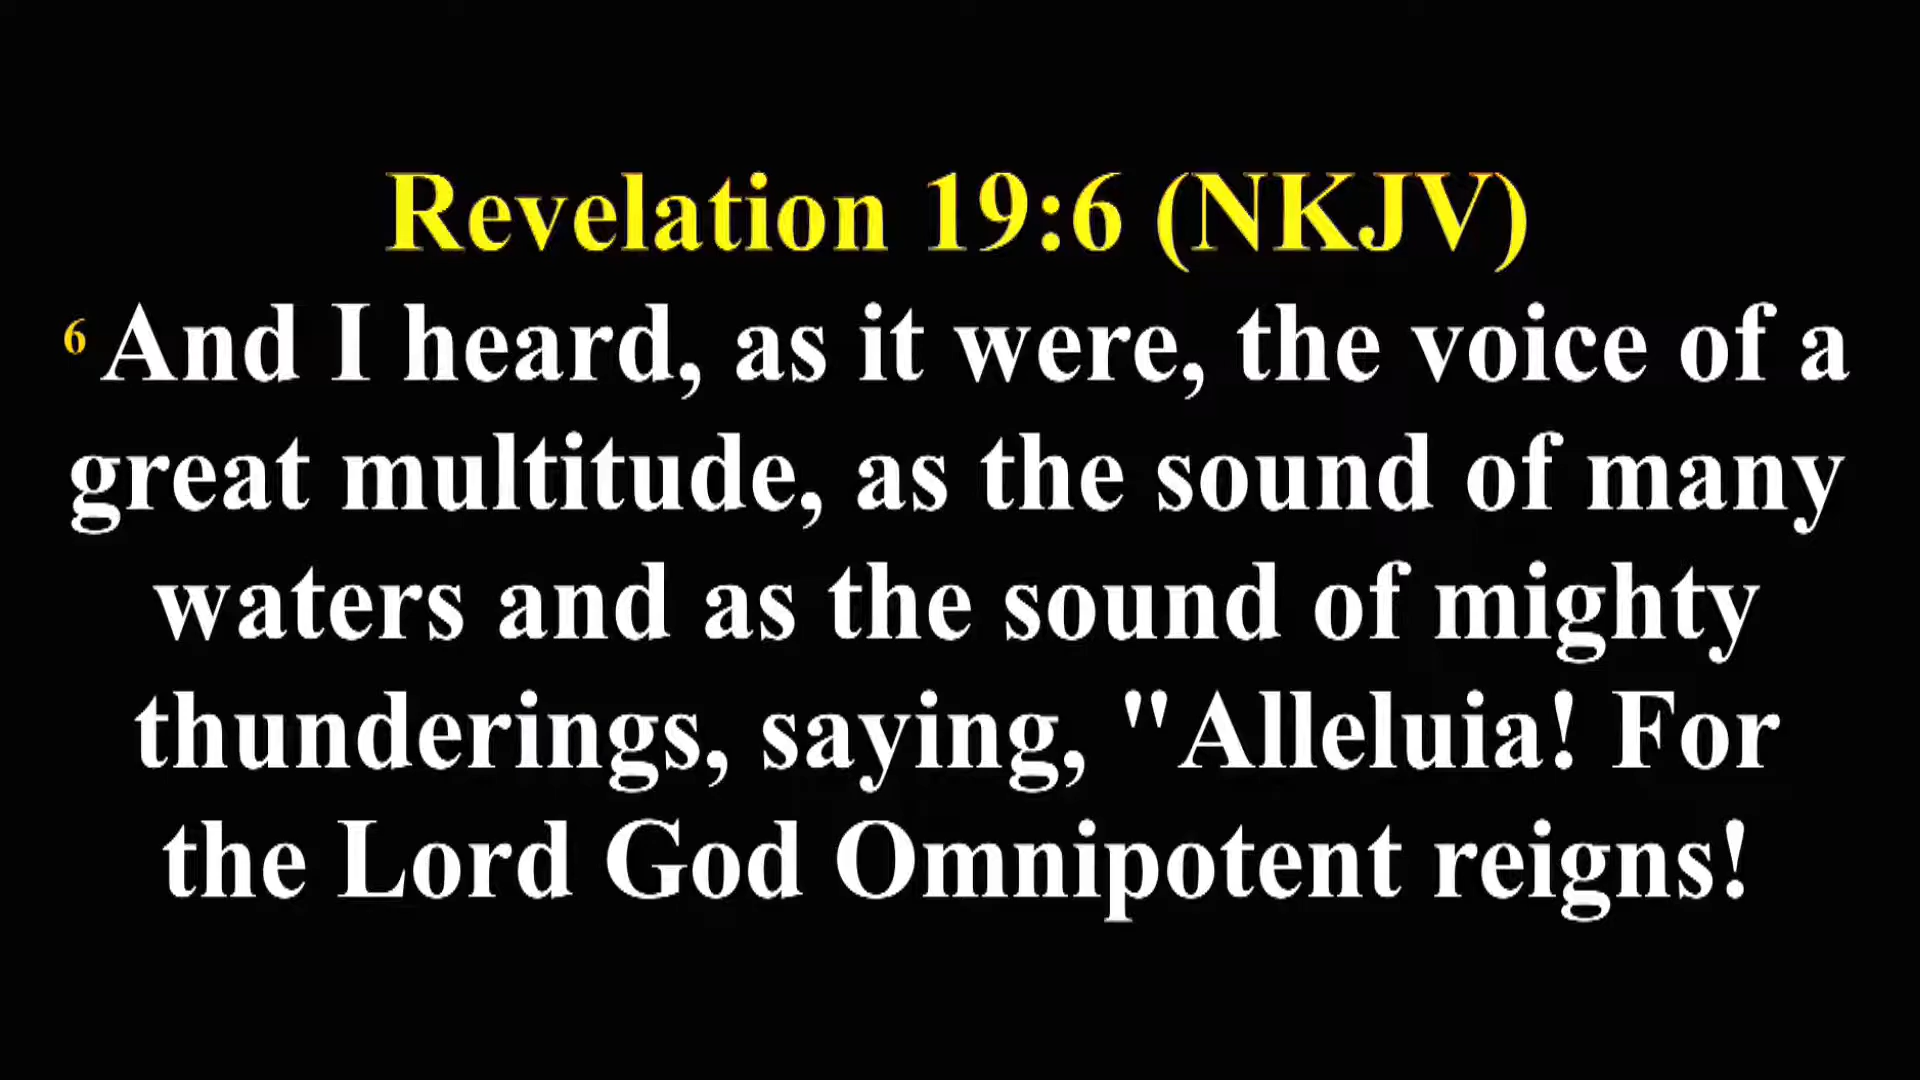 Revelation 19:6 (NKJV)
6 And I heard, as it were, the voice of a
great multitude, as the sound of many
waters and as the sound of mighty
thunderings, saying, "Alleluia! For
the Lord God Omnipotent reigns!